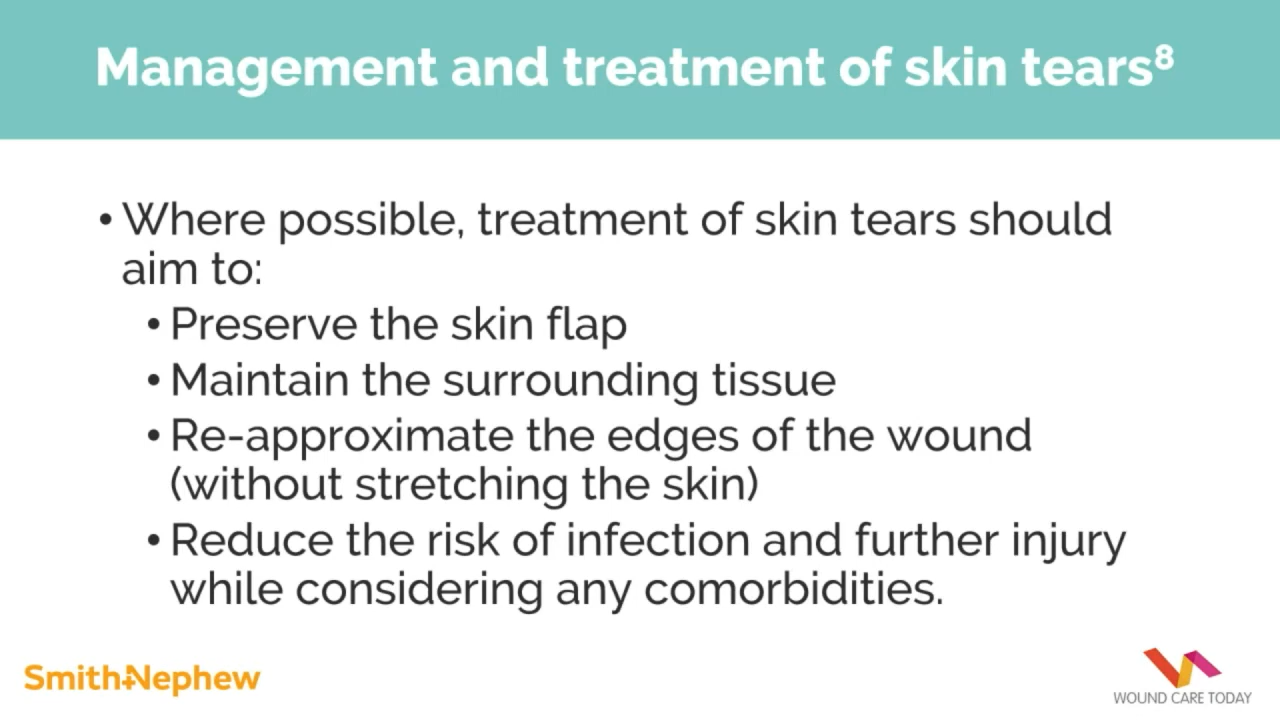 Management and treatment of skin tears⁸
• Where possible, treatment of skin tears should
aim to:
• Preserve the skin flap
• Maintain the surrounding tissue
• Re-approximate the edges of the wound
(without stretching the skin)
• Reduce the risk of infection and further injury
while considering any comorbidities.
Smith+Nephew
WOUND CARE TODAY